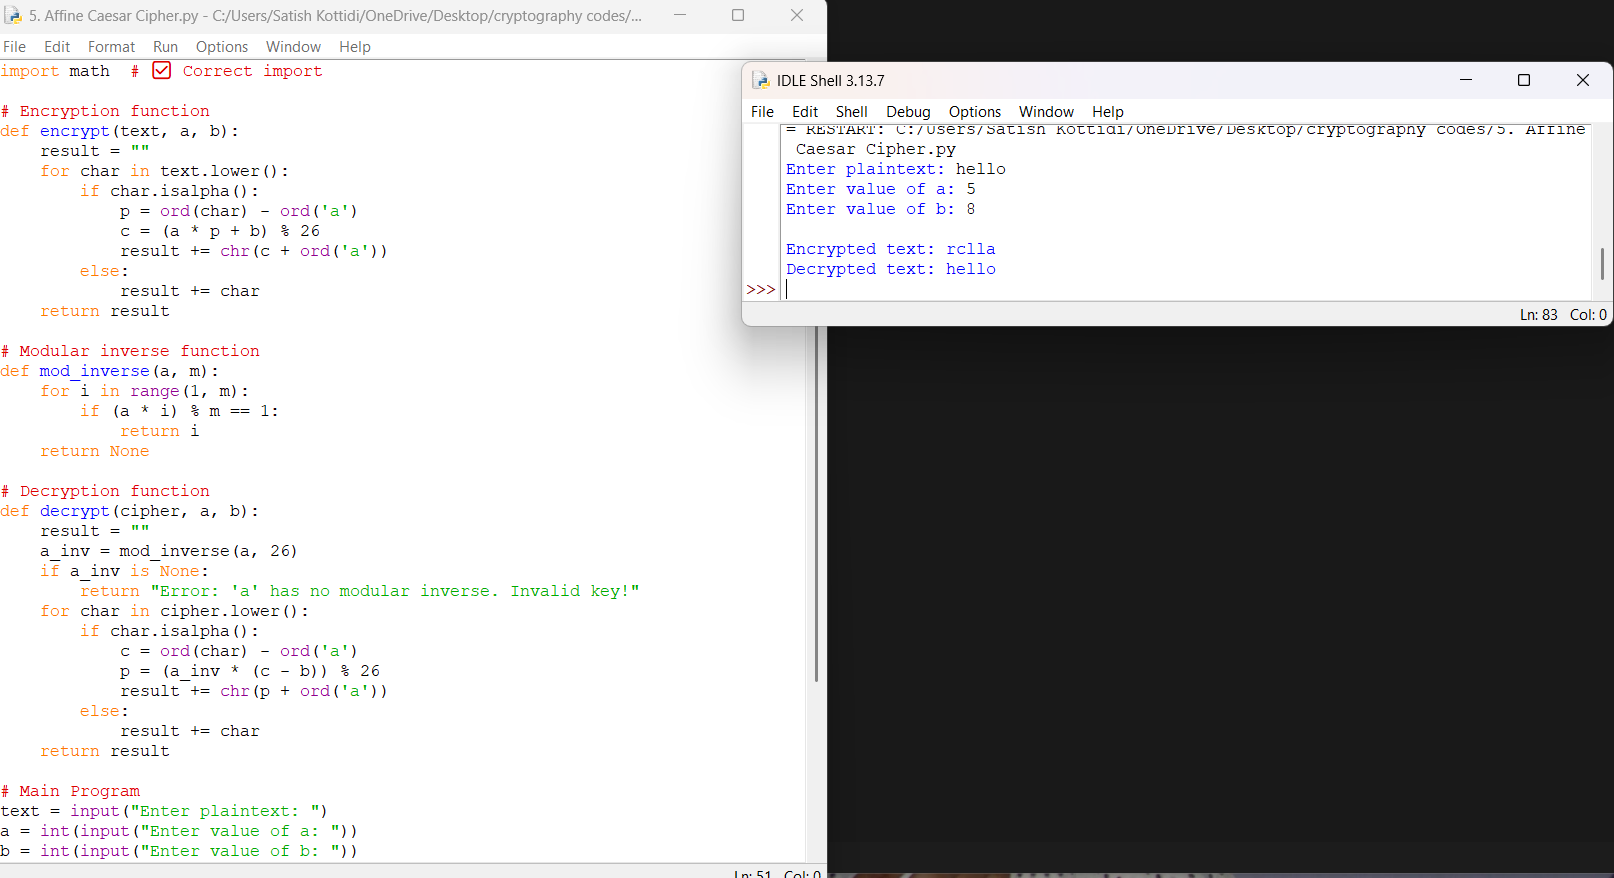 5. Affine Caesar Cipher.py - C:/Users/Satish Kottidi/OneDrive/Desktop/cryptography codes/...
File Edit Format Run Options Window Help
import math  # ✅ Correct import

# Encryption function
def encrypt(text, a, b):
    result = ""
    for char in text.lower():
        if char.isalpha():
            p = ord(char) - ord('a')
            c = (a * p + b) % 26
            result += chr(c + ord('a'))
        else:
            result += char
    return result

# Modular inverse function
def mod_inverse(a, m):
    for i in range(1, m):
        if (a * i) % m == 1:
            return i
    return None

# Decryption function
def decrypt(cipher, a, b):
    result = ""
    a_inv = mod_inverse(a, 26)
    if a_inv is None:
        return "Error: 'a' has no modular inverse. Invalid key!"
    for char in cipher.lower():
        if char.isalpha():
            c = ord(char) - ord('a')
            p = (a_inv * (c - b)) % 26
            result += chr(p + ord('a'))
        else:
            result += char
    return result

# Main Program
text = input("Enter plaintext: ")
a = int(input("Enter value of a: "))
b = int(input("Enter value of b: "))
Ln: 51 Col: 0
IDLE Shell 3.13.7
File Edit Shell Debug Options Window Help
= RESTART: C:/Users/Satish Kottidi/OneDrive/Desktop/cryptography codes/5. Affine
 Caesar Cipher.py
Enter plaintext: hello
Enter value of a: 5
Enter value of b: 8

Encrypted text: rclla
Decrypted text: hello
>>>
Ln: 83 Col: 0